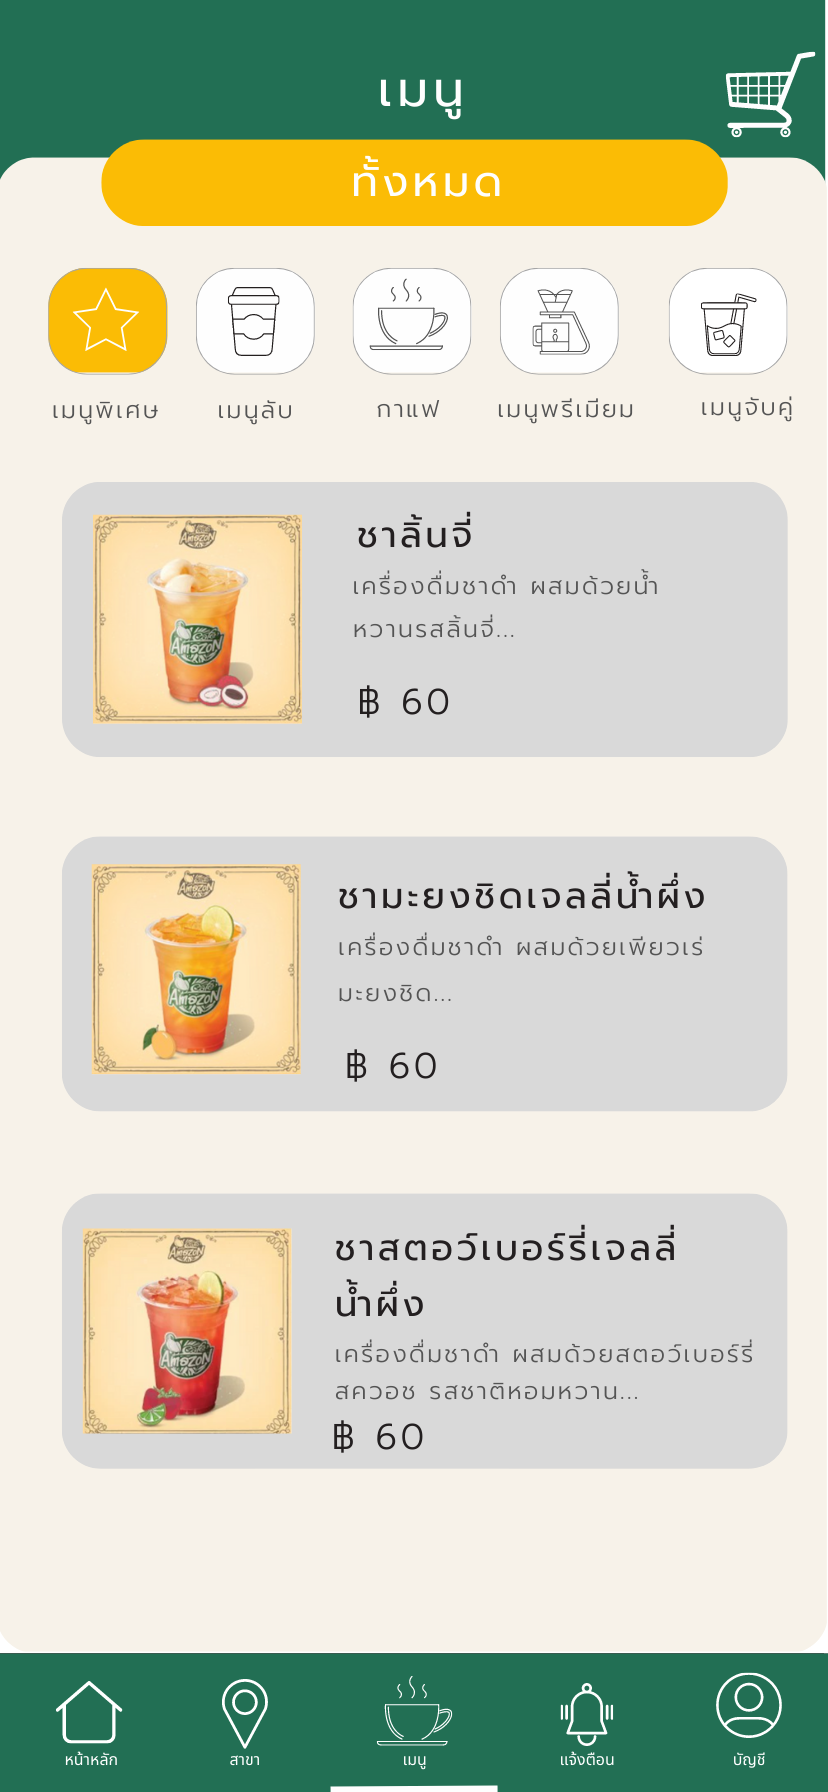 เมนู
ทั้งหมด
เมนูพิเศษ
เมนูลับ
กาแฟ
เมนูพรีเมียม
เมนูจับคู่
ชาลิ้นจี่
เครื่องดื่มชาดำ ผสมด้วยน้ำ
หวานรสลิ้นจี่...
฿ 60
Amazon
Amazon
ชามะยงชิดเจลลี่น้ำผึ่ง
เครื่องดื่มชาดำ ผสมด้วยเพียวเร่
มะยงชิด...
฿ 60
Amazon
Amazon
ชาสตอว์เบอร์รี่เจลลี่
น้ำผึ่ง
เครื่องดื่มชาดำ ผสมด้วยสตอว์เบอร์รี่
สควอช รสชาติหอมหวาน...
฿ 60
Amazon
Amazon
หน้าหลัก
สาขา
เมนู
แจ้งตือน
บัญชี